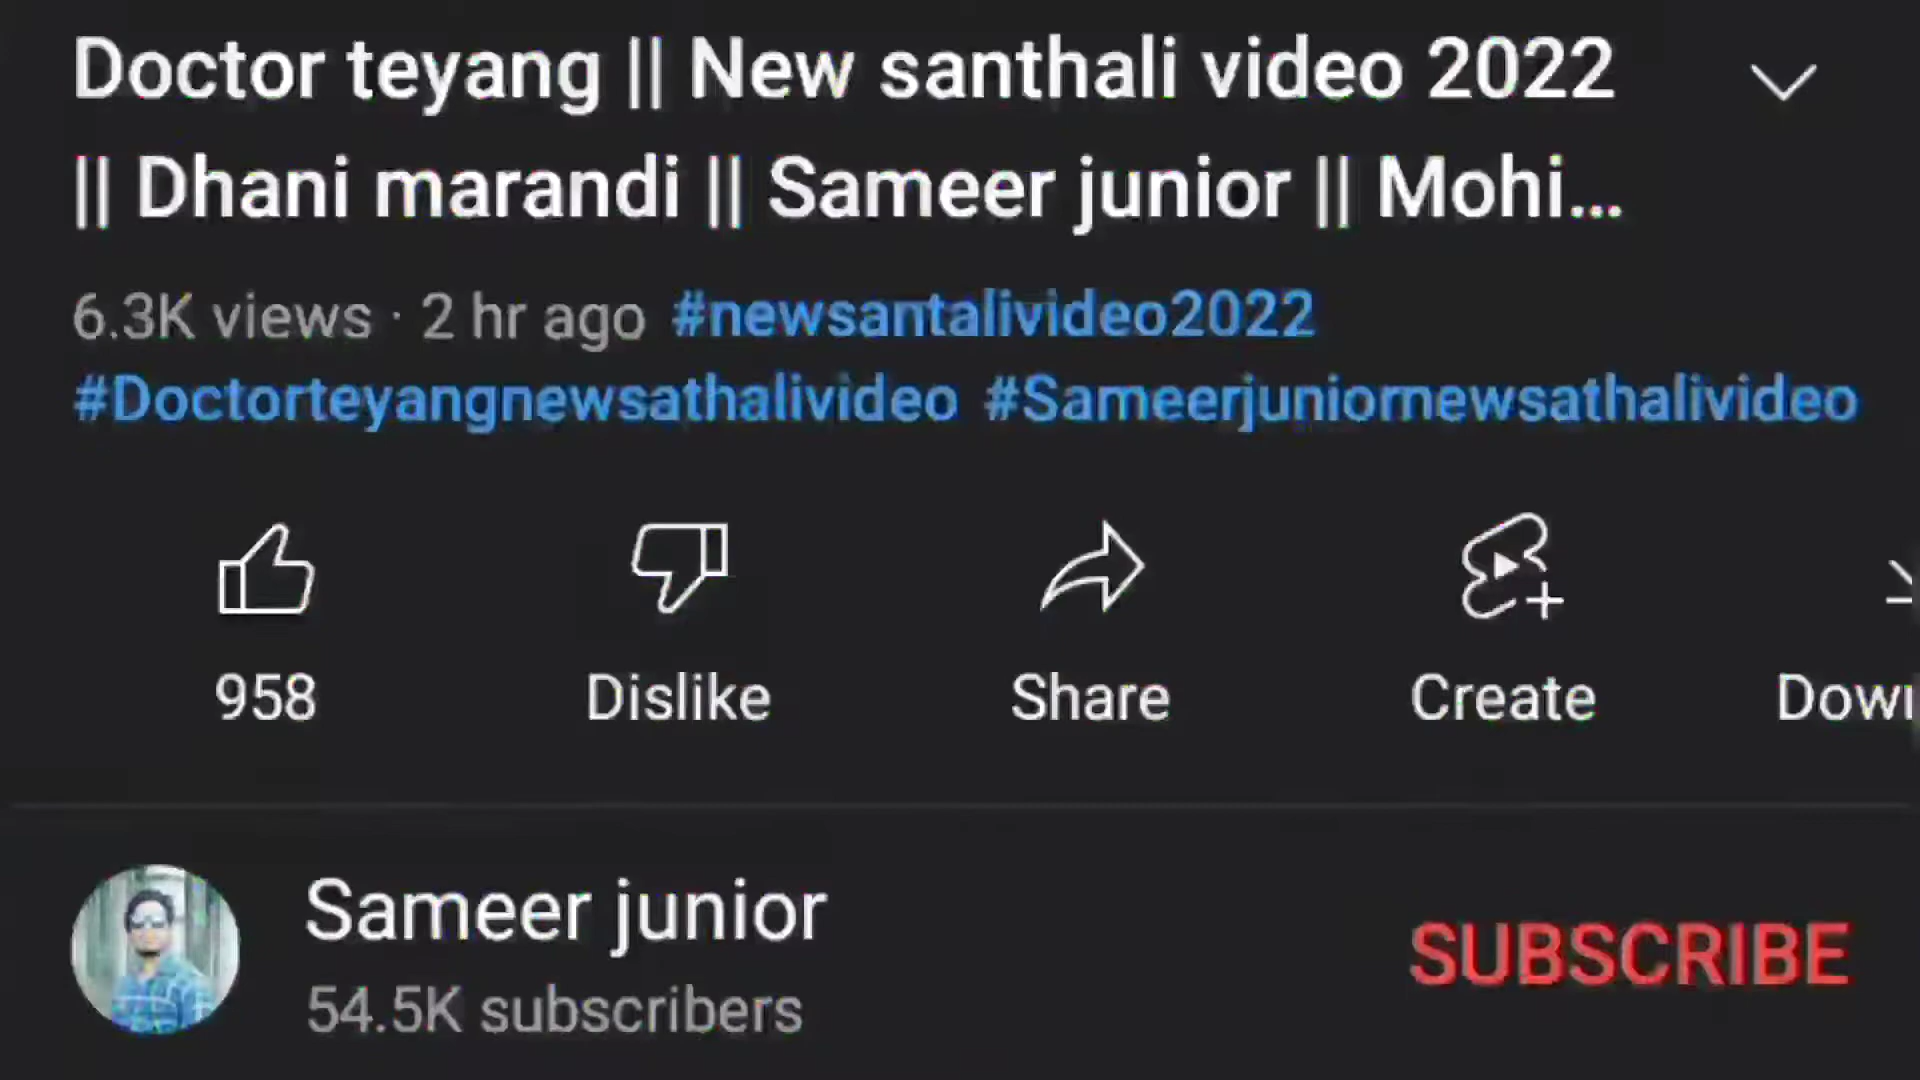 Doctor teyang || New santhali video 2022
|| Dhani marandi || Sameer junior || Mohi...
6.3K views · 2 hr ago #newsantalivideo2022
#Doctorteyangnewsathalivideo #Sameerjuniornewsathalivideo
958 Dislike Share Create Down
Sameer junior
54.5K subscribers
SUBSCRIBE